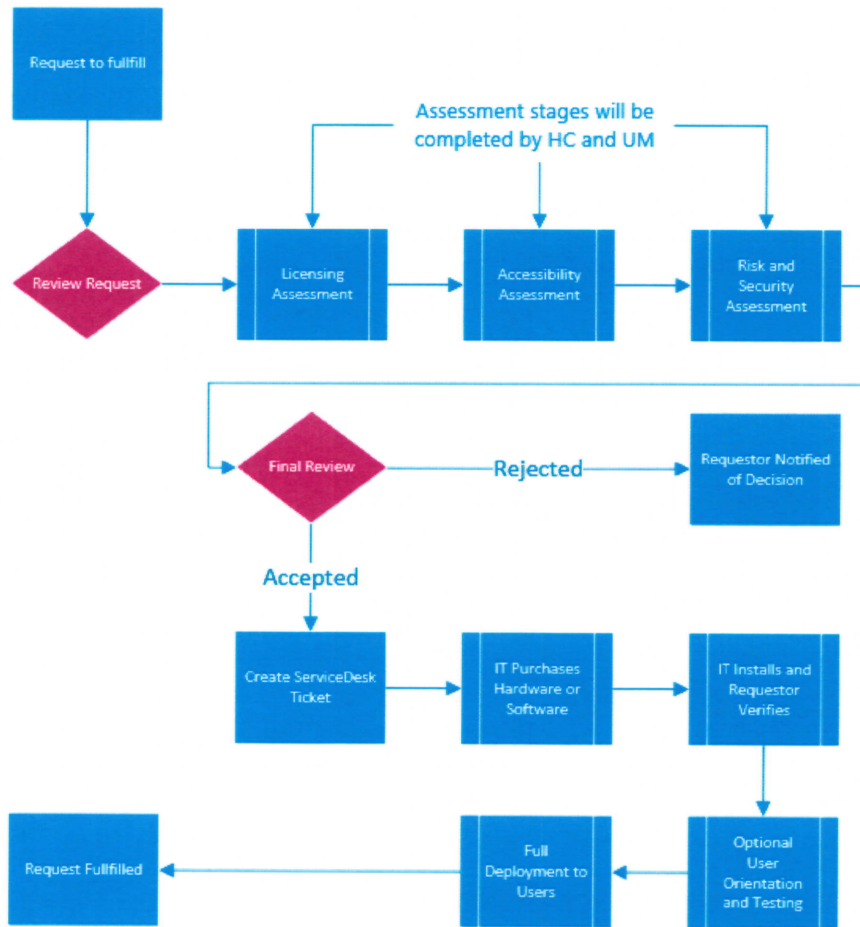 Request to fullfill
Assessment stages will be
completed by HC and UM
Review Request
Licensing
Assessment
Accessibility
Assessment
Risk and
Security
Assessment
Final Review
Rejected
Requestor Notified
of Decision
Accepted
Create ServiceDesk
Ticket
IT Purchases
Hardware or
Software
IT Installs and
Requestor
Verifies
Request Fullfilled
Full
Deployment to
Users
Optional
User
Orientation
and Testing